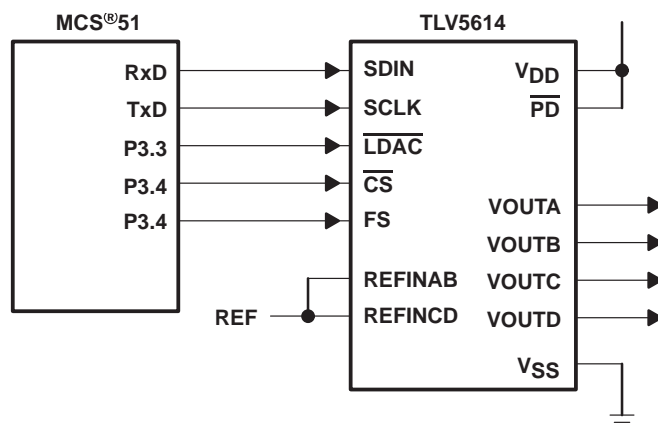 MCS®51
TLV5614
RxD
TxD
P3.3
P3.4
P3.4
SDIN
SCLK
LDAC
CS
FS
REFINAB
REFINCD
REF
VDD
PD
VOUTA
VOUTB
VOUTC
VOUTD
VSS